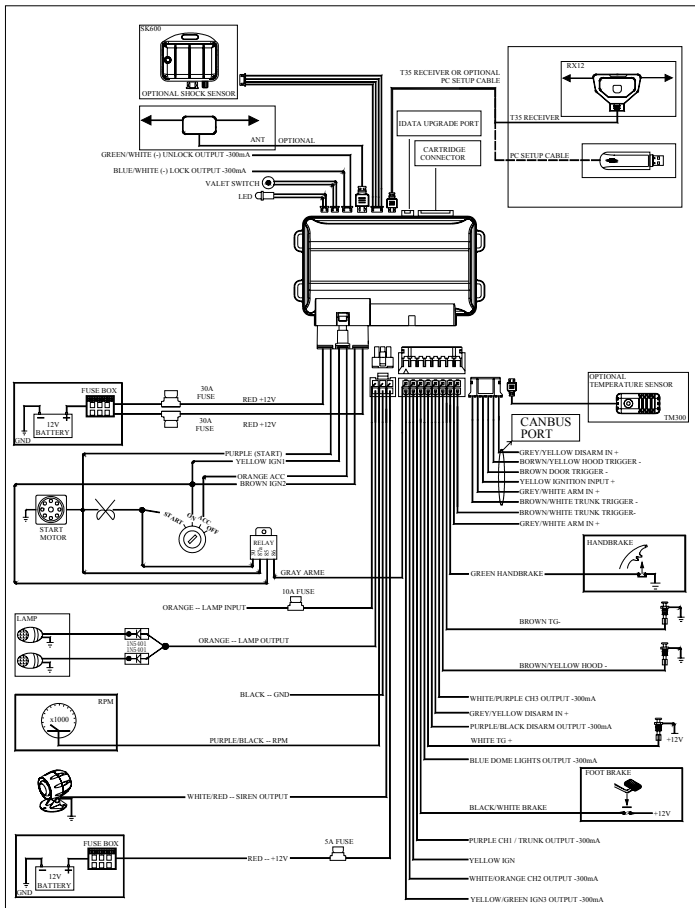 SK600
OPTIONAL SHOCK SENSOR
ANT OPTIONAL
GREEN/WHITE (-) UNLOCK OUTPUT -300mA
BLUE/WHITE (-) LOCK OUTPUT -300mA
VALET SWITCH
LED
T35 RECEIVER OR OPTIONAL
PC SETUP CABLE
IDATA UPGRADE PORT
CARTRIDGE
CONNECTOR
RX12
T35 RECEIVER
PC SETUP CABLE
FUSE BOX
12V
BATTERY
GND
30A
FUSE
RED +12V
30A
FUSE
RED +12V
OPTIONAL
TEMPERATURE SENSOR
TM300
CANBUS
PORT
PURPLE (START)
YELLOW IGN1
ORANGE ACC
BROWN IGN2
GREY/YELLOW DISARM IN +
BORWN/YELLOW HOOD TRIGGER -
BROWN DOOR TRIGGER -
YELLOW IGNITION INPUT +
GREY/WHITE ARM IN +
BROWN/WHITE TRUNK TRIGGER -
BROWN/WHITE TRUNK TRIGGER-
GREY/WHITE ARM IN +
START
MOTOR
START
ON
ACC
OFF
RELAY
30
87a
85
86
GRAY ARME
HANDBRAKE
GREEN HANDBRAKE
10A FUSE
ORANGE -- LAMP INPUT
LAMP
1N5401
1N5401
ORANGE -- LAMP OUTPUT
BROWN TG-
BROWN/YELLOW HOOD -
BLACK -- GND
WHITE/PURPLE CH3 OUTPUT -300mA
GREY/YELLOW DISARM IN +
PURPLE/BLACK DISARM OUTPUT -300mA
RPM
x1000
PURPLE/BLACK -- RPM
WHITE TG +
+12V
BLUE DOME LIGHTS OUTPUT -300mA
FOOT BRAKE
WHITE/RED -- SIREN OUTPUT
BLACK/WHITE BRAKE
+12V
FUSE BOX
12V
BATTERY
GND
5A FUSE
RED -- +12V
PURPLE CH1 / TRUNK OUTPUT -300mA
YELLOW IGN
WHITE/ORANGE CH2 OUTPUT -300mA
YELLOW/GREEN IGN3 OUTPUT -300mA